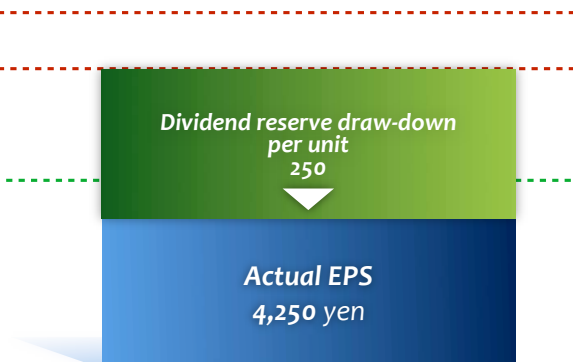 Dividend reserve draw-down
per unit
250
Actual EPS
4,250 yen